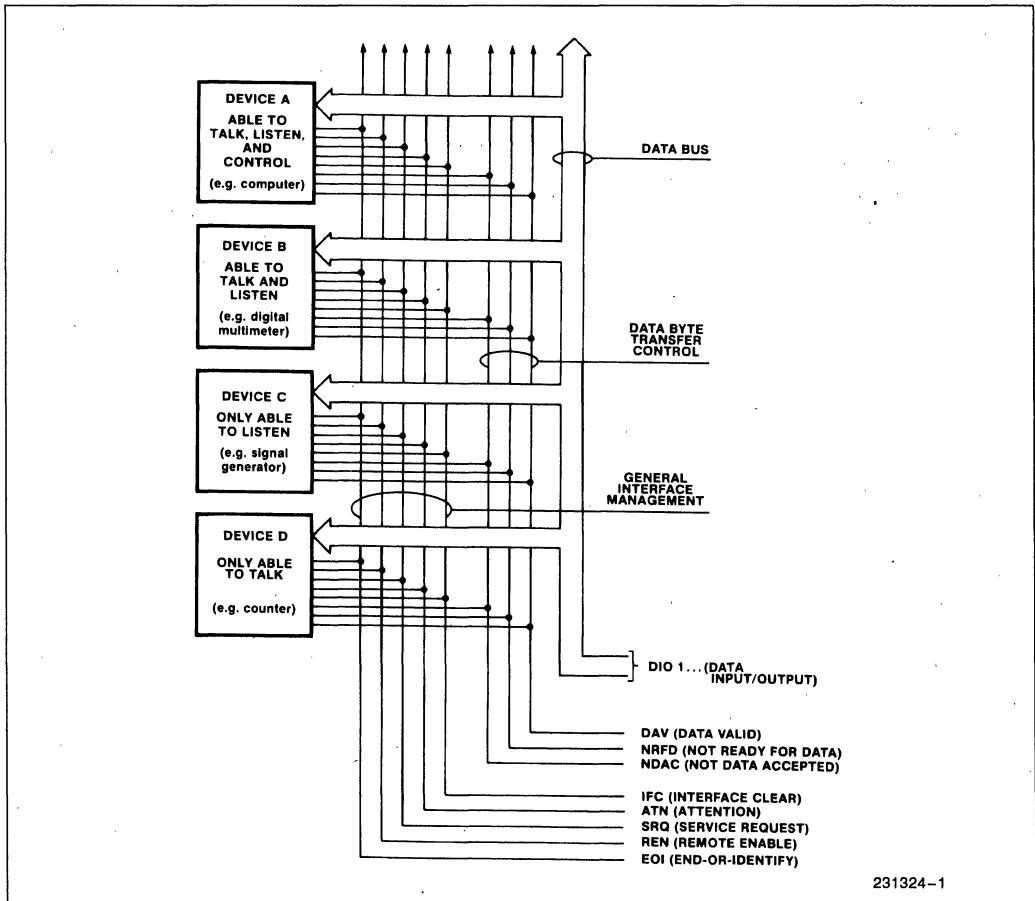 DEVICE A
ABLE TO
TALK, LISTEN,
AND
CONTROL
(e.g. computer)
DATA BUS
DEVICE B
ABLE TO
TALK AND
LISTEN
(e.g. digital
multimeter)
DATA BYTE
TRANSFER
CONTROL
DEVICE C
ONLY ABLE
TO LISTEN
(e.g. signal
generator)
GENERAL
INTERFACE
MANAGEMENT
DEVICE D
ONLY ABLE
TO TALK
(e.g. counter)
DIO 1...(DATA
INPUT/OUTPUT)
DAV (DATA VALID)
NRFD (NOT READY FOR DATA)
NDAC (NOT DATA ACCEPTED)
IFC (INTERFACE CLEAR)
ATN (ATTENTION)
SRQ (SERVICE REQUEST)
REN (REMOTE ENABLE)
EOI (END-OR-IDENTIFY)
231324–1